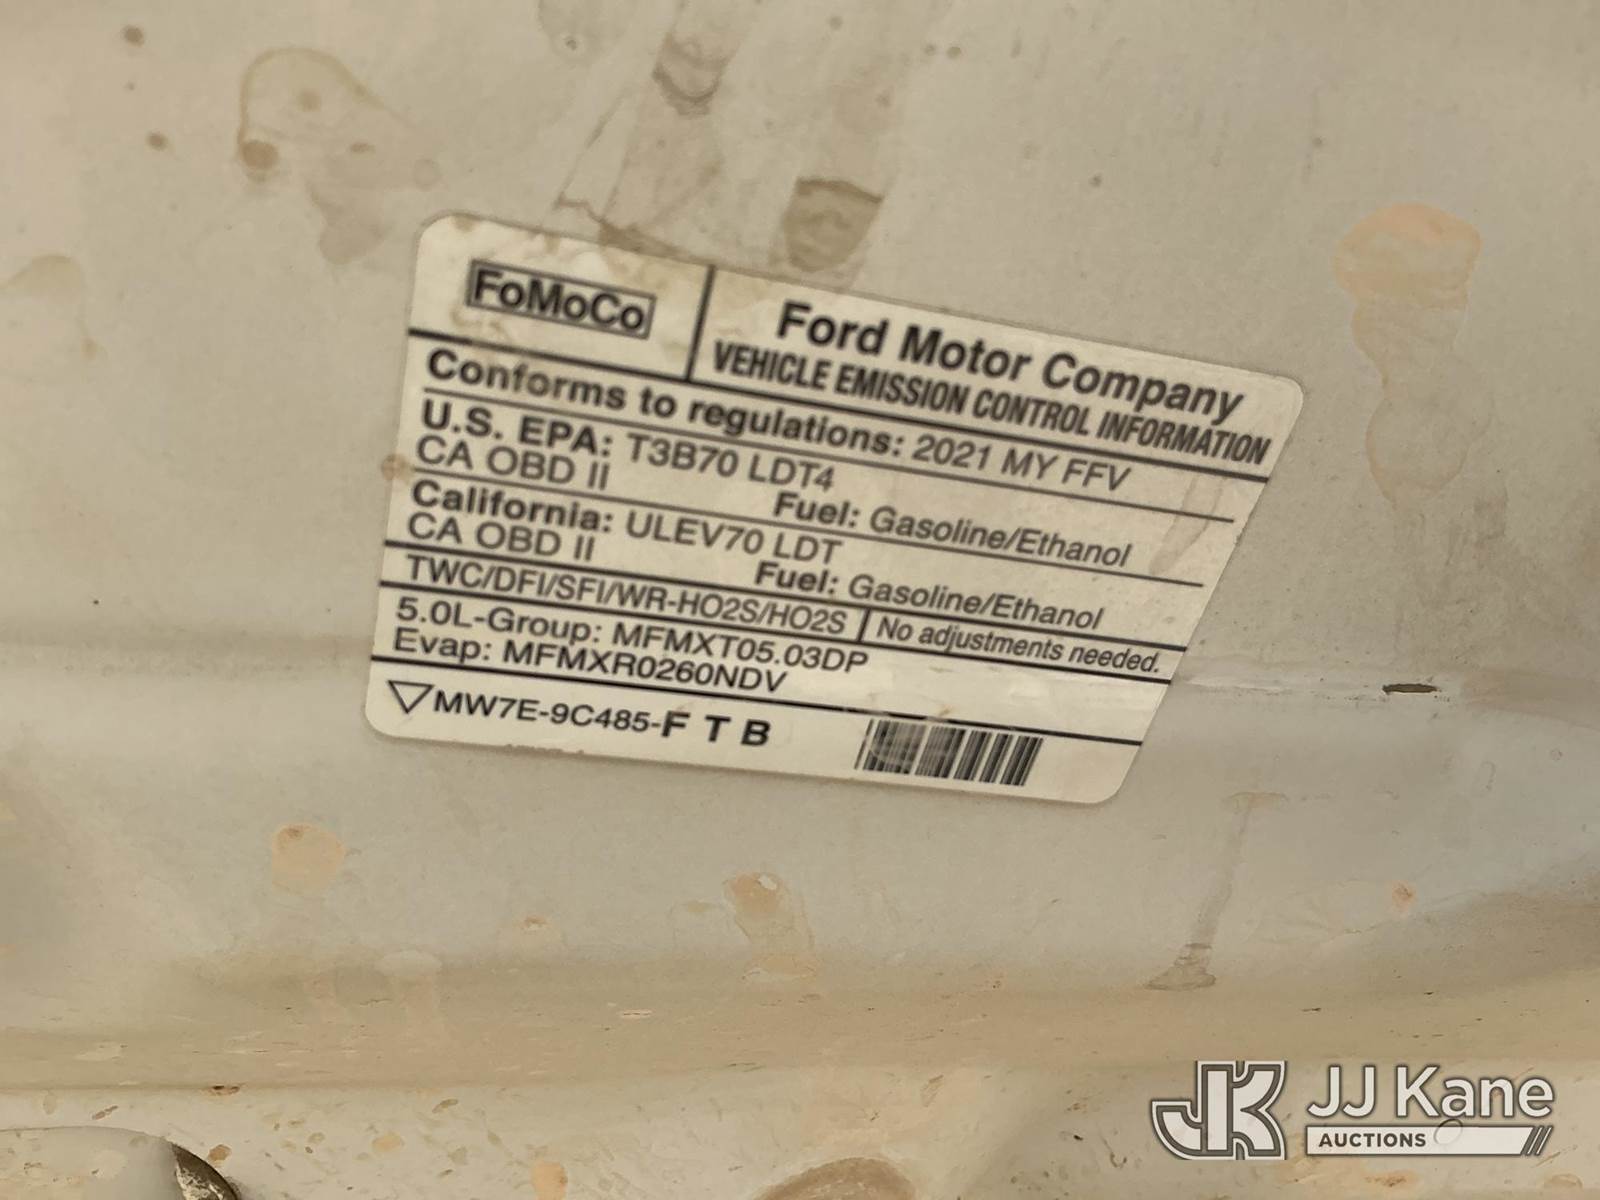 FoMoCo
Ford Motor Company
VEHICLE EMISSION CONTROL INFORMATION
Conforms to regulations: 2021 MY FFV
U.S. EPA: T3B70 LDT4
CA OBD II Fuel: Gasoline/Ethanol
California: ULEV70 LDT
CA OBD II Fuel: Gasoline/Ethanol
TWC/DFI/SFI/WR-HO2S/HO2S No adjustments needed.
5.0L-Group: MFMXT05.03DP
Evap: MFMXR0260NDV
MW7E-9C485-F T B
JK JJ Kane
AUCTIONS